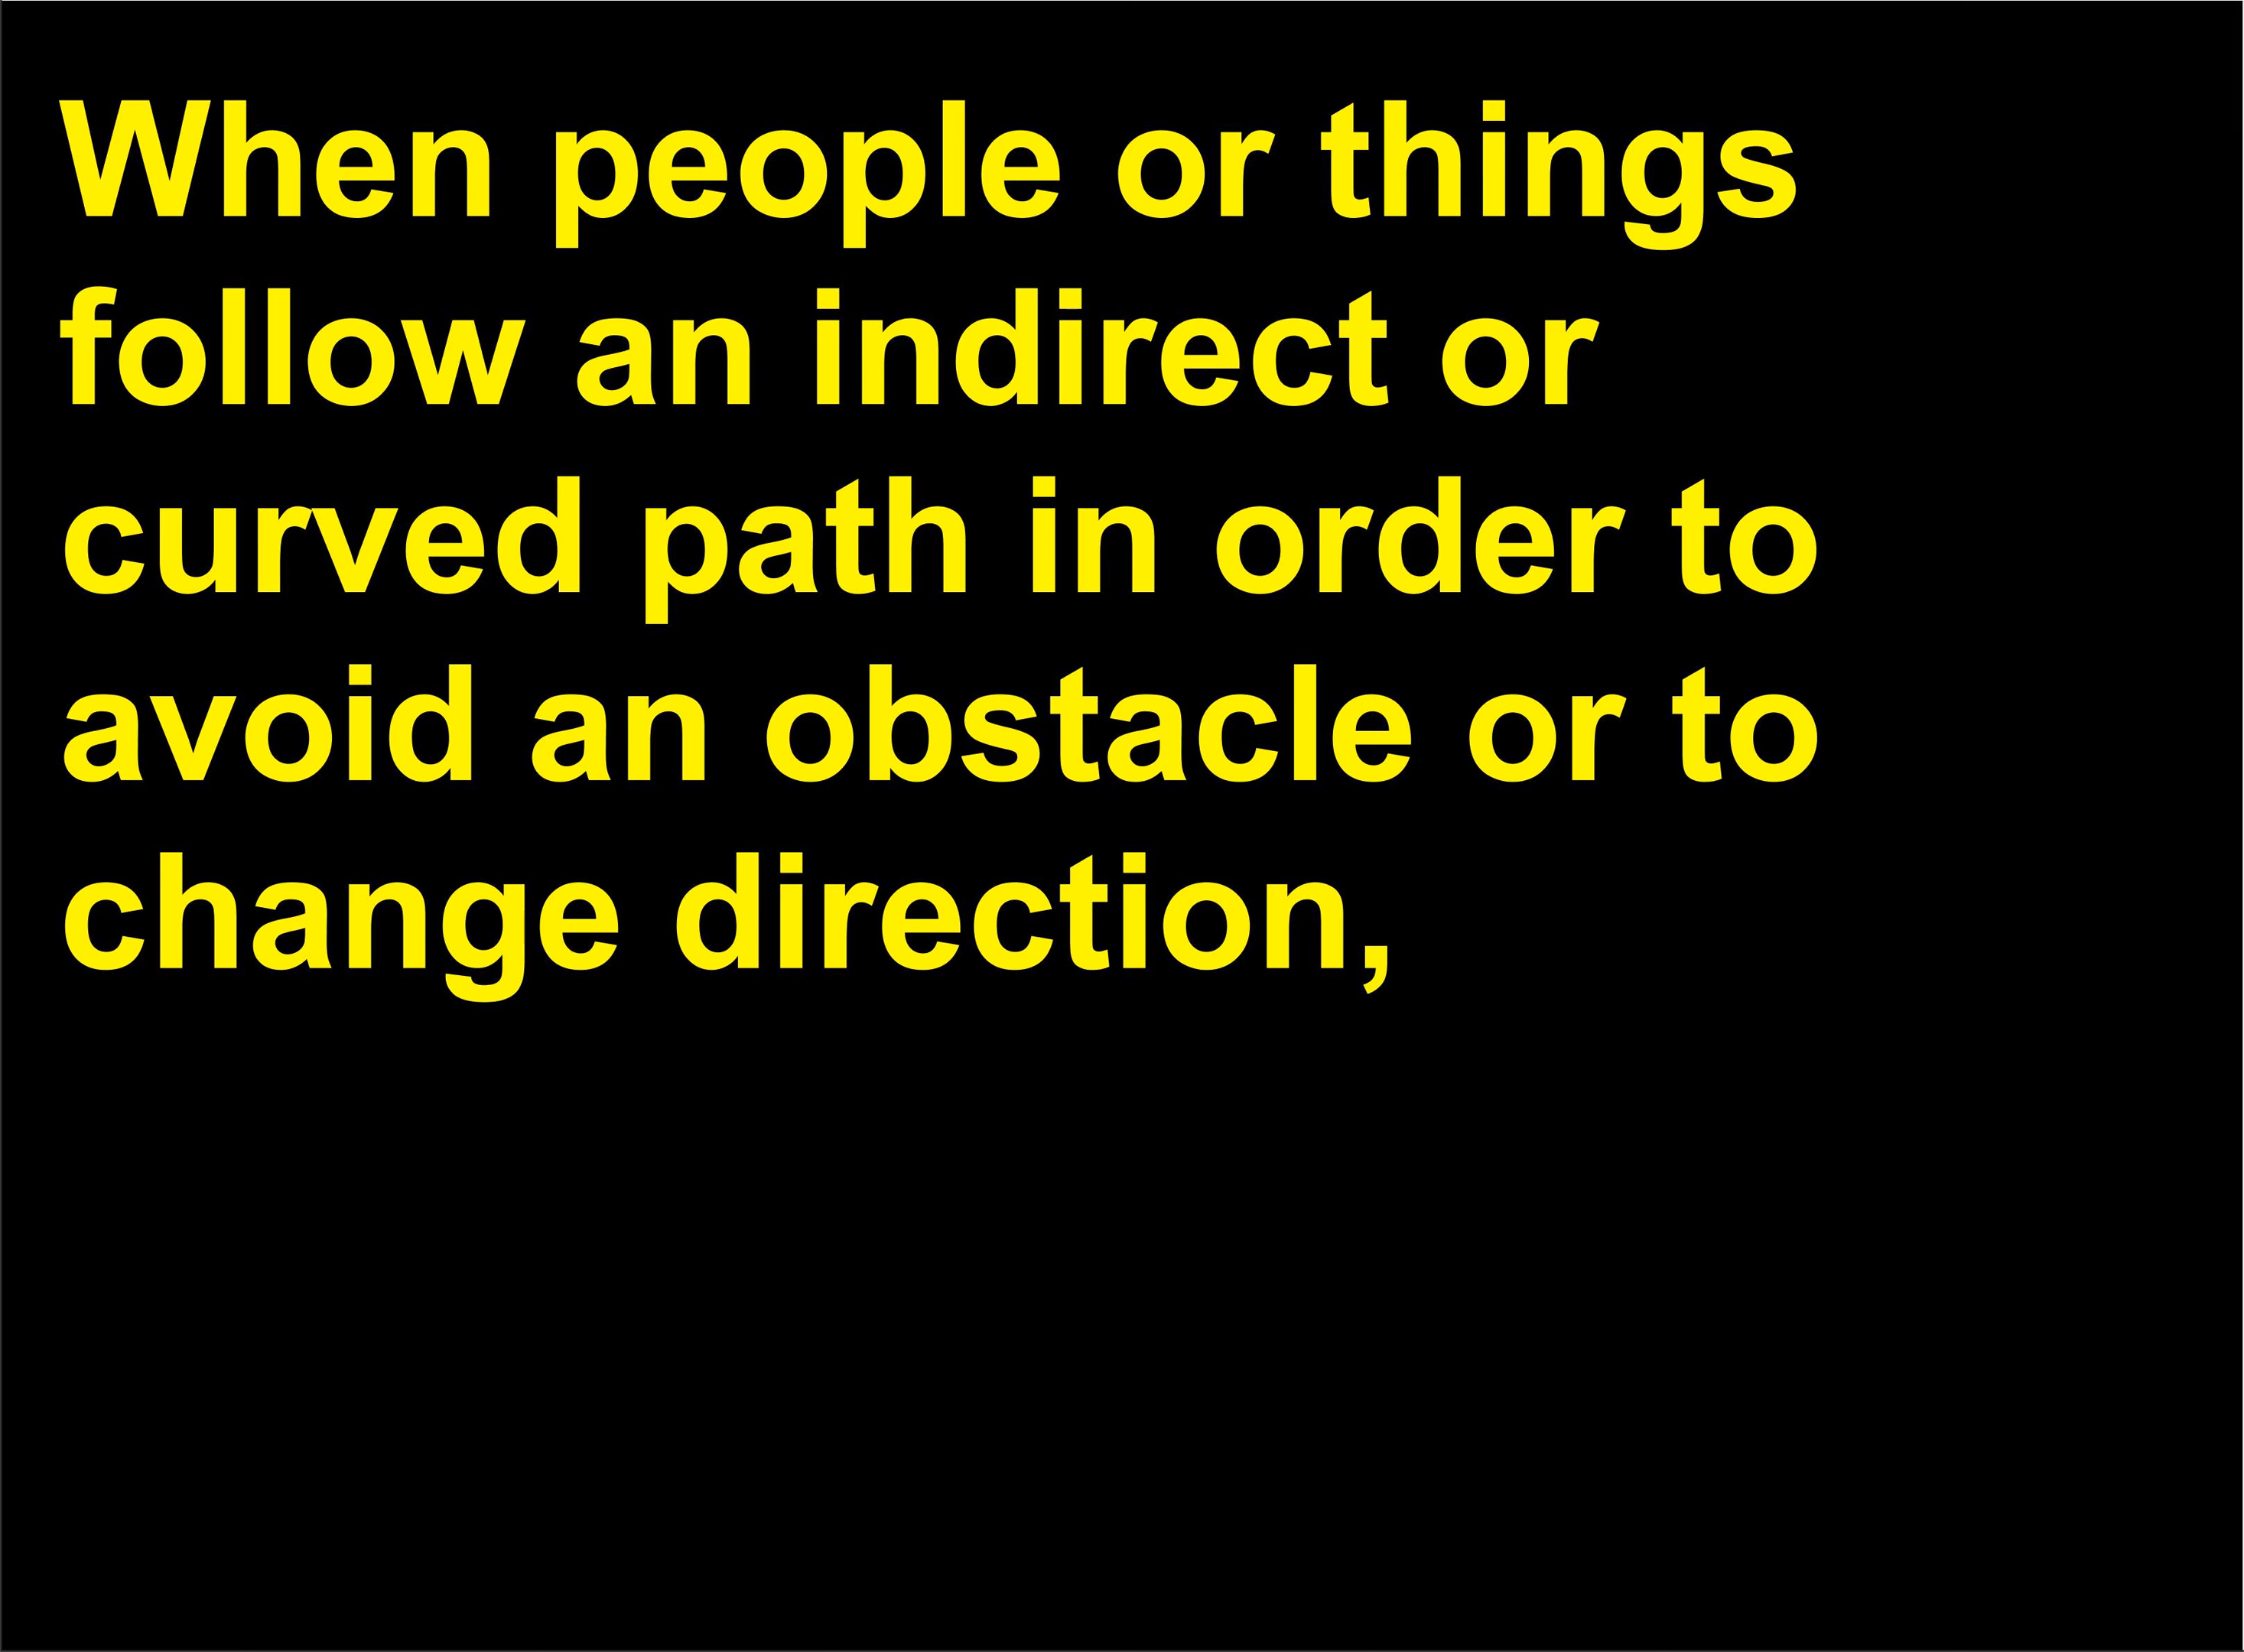 When people or things
follow an indirect or
curved path in order to
avoid an obstacle or to
change direction,